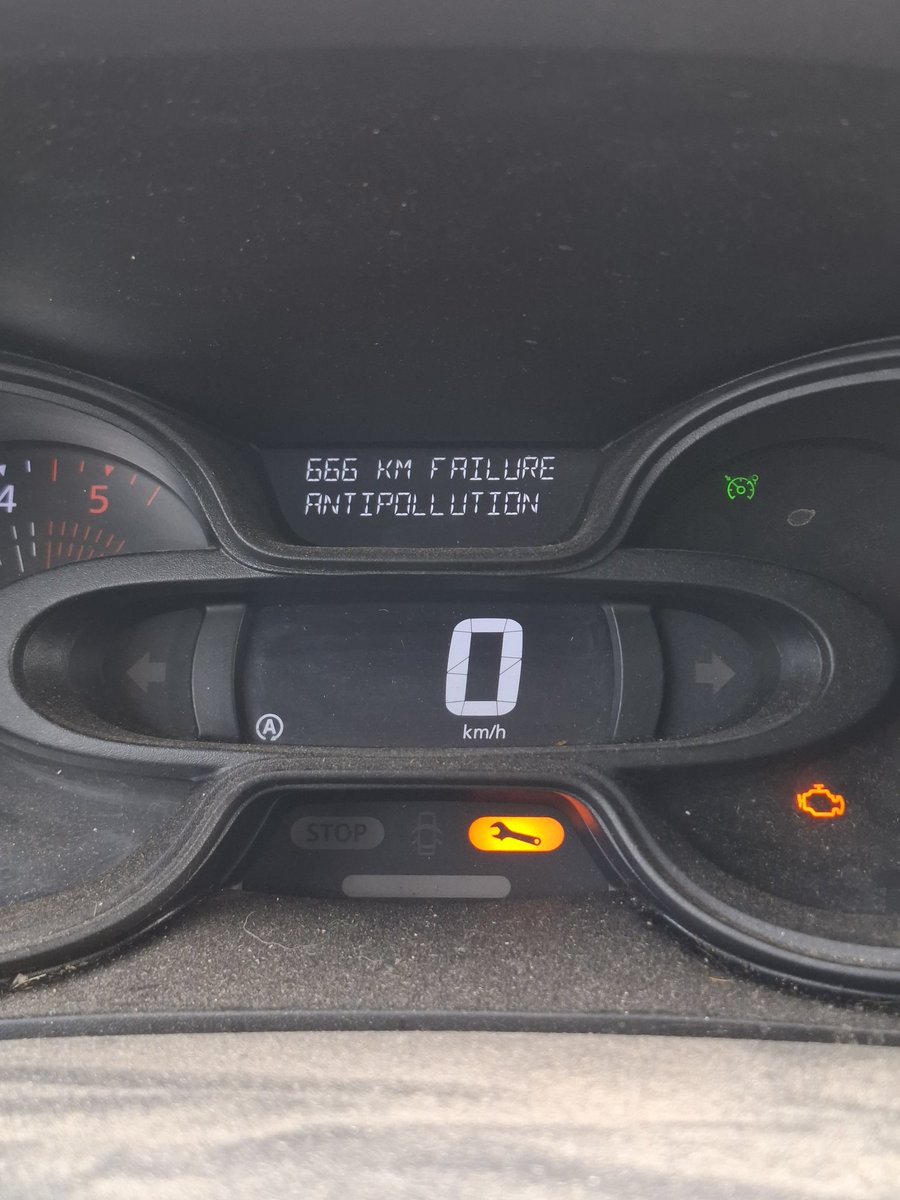 666 KM FAILURE
ANTIPOLLUTION
4 5
0
A
km/h
STOP